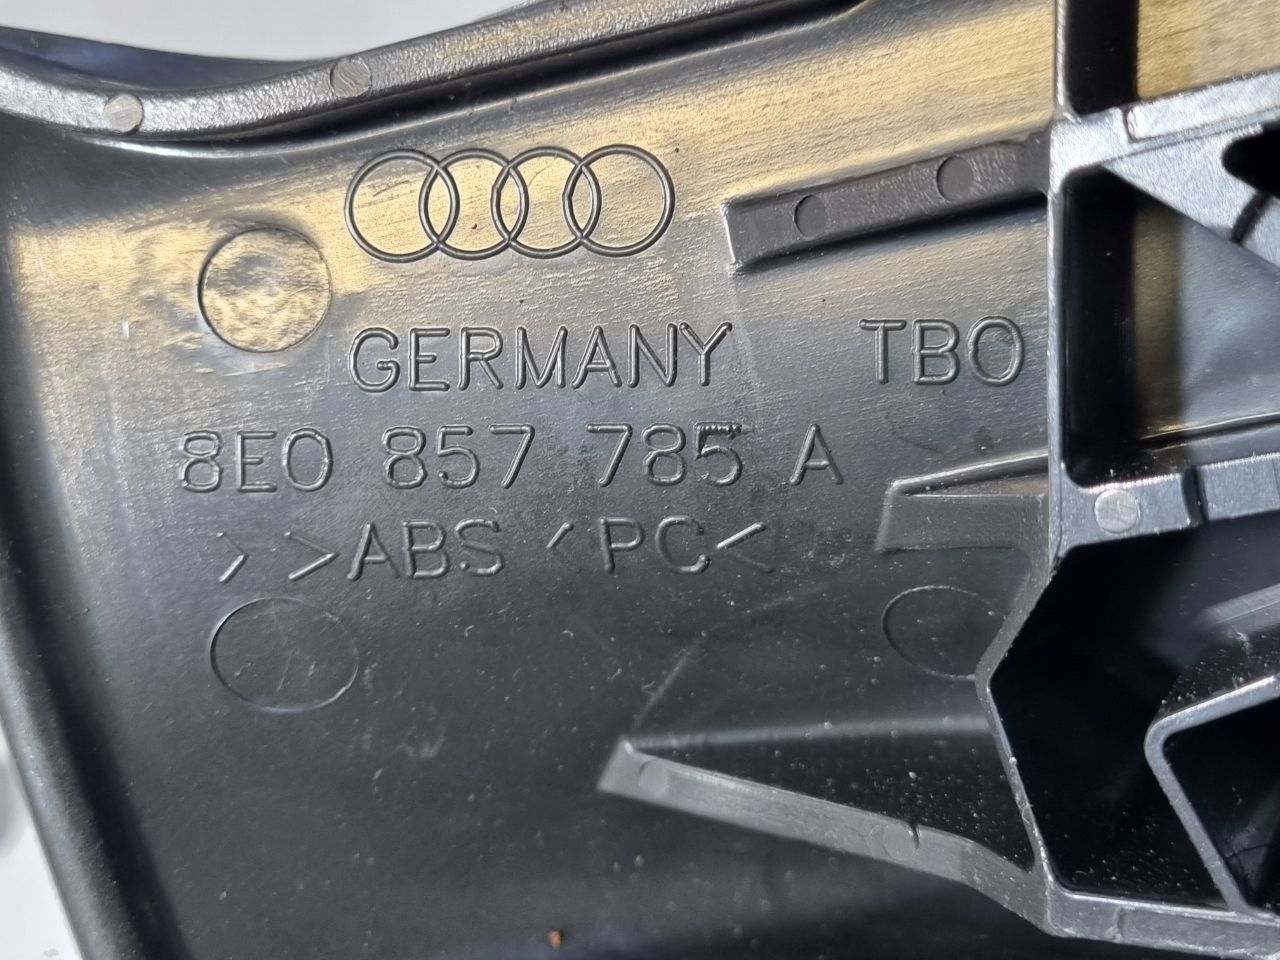 GERMANY TBO
8E0 857 785 A
>>ABS<PC<